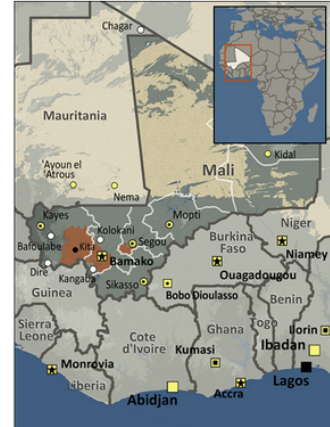 Chagar
Mauritania
'Ayoun el
'Atrous
Nema
Mali
Kidal
Kayes
Mopti
Kolokani
Bafoulabe
Kita
Segou
Bamako
Burkina
Faso
Niger
Niamey
Dire
Kangaba
Sikasso
Ouagadougou
Guinea
Bobo Dioulasso
Benin
Sierra
Leone
Cote
d'Ivoire
Ghana
Togo
Ilorin
Kumasi
Ibadan
Monrovia
Liberia
Lagos
Abidjan
Accra